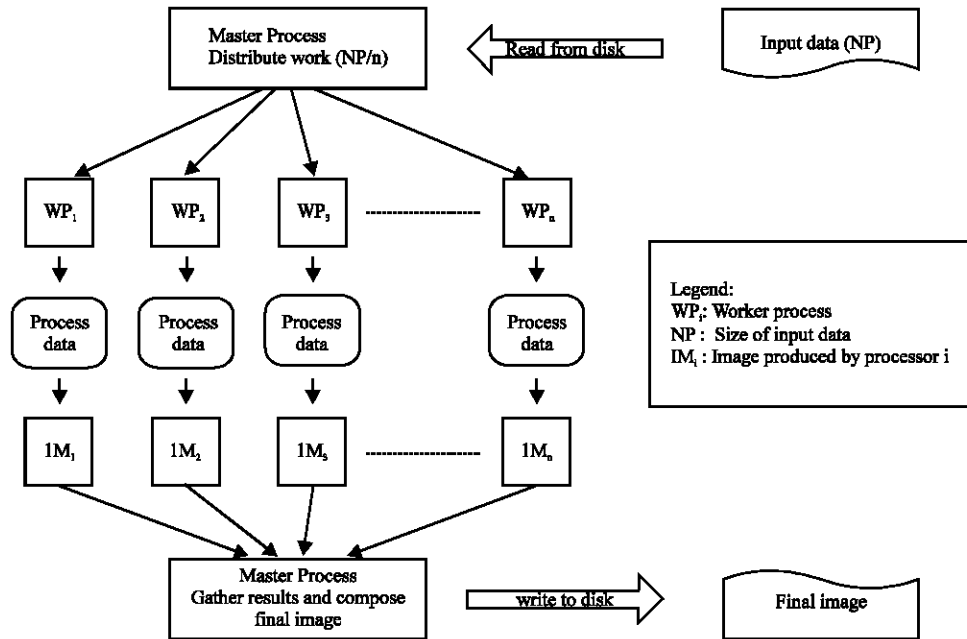 Master Process
Distribute work (NP/n)
Read from disk
Input data (NP)
WP₁
WP₂
WP₃
WPₙ
Process
data
Process
data
Process
data
Process
data
Legend:
WPᵢ: Worker process
NP : Size of input data
IMᵢ : Image produced by processor i
1M₁
1M₂
1M₃
1Mₙ
Master Process
Gather results and compose
final image
write to disk
Final image